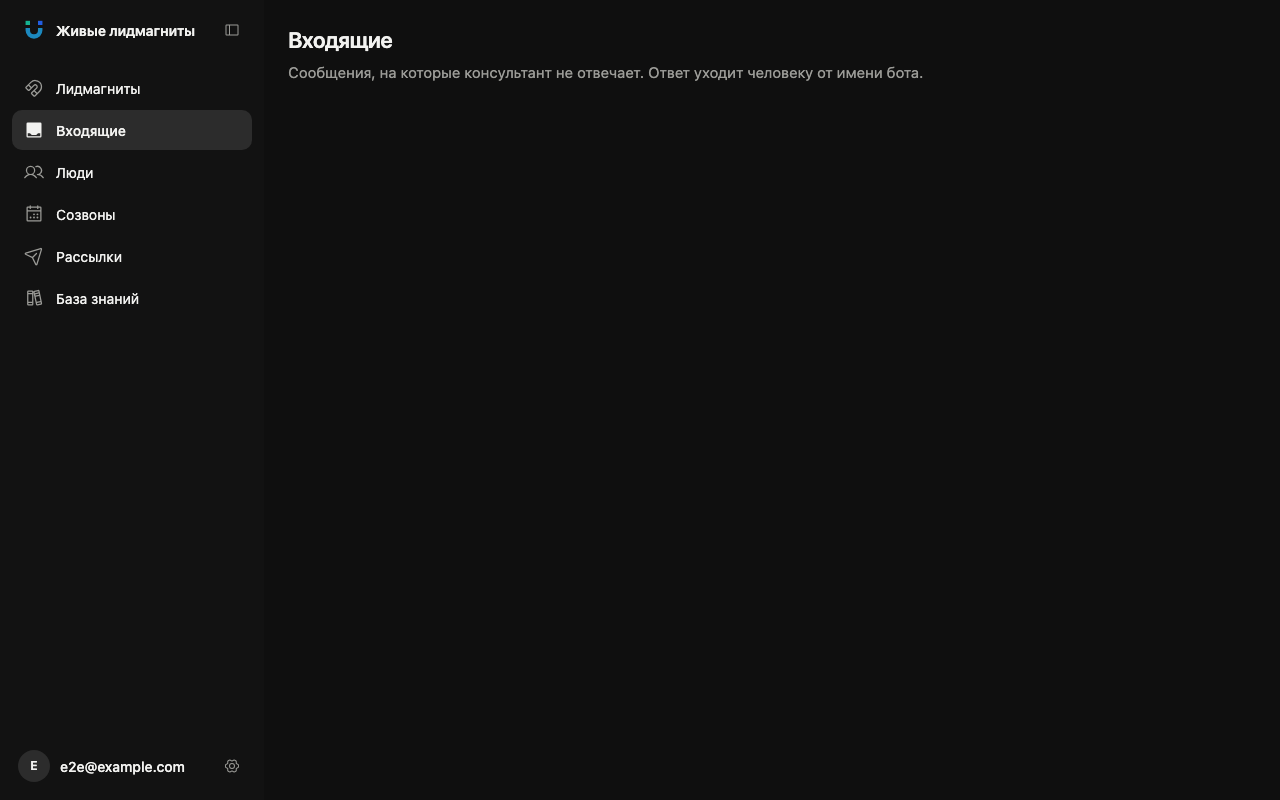 Живые лидмагниты
Лидмагниты
Входящие
Люди
Созвоны
Рассылки
База знаний
E
e2e@example.com
Входящие
Сообщения, на которые консультант не отвечает. Ответ уходит человеку от имени бота.